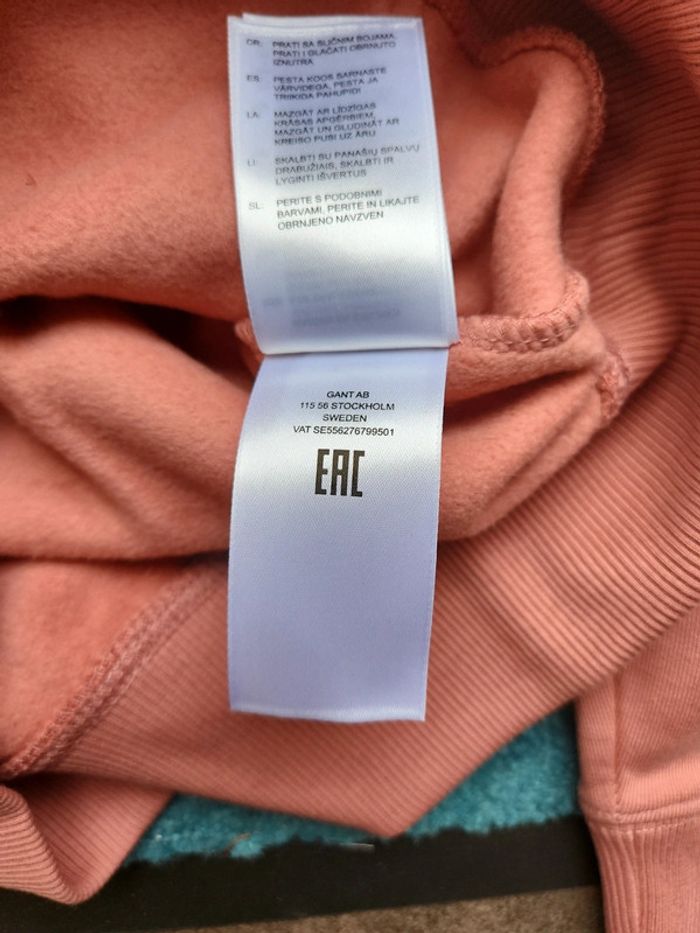 CR: PRATI SA SLIČNIM BOJAMA,
PRATI I GLAČATI OBRNUTO
IZNUTRA
ES: PESTA KOOS SARNASTE
VÄRVIDEGA, PESTA JA
TRIIKIDA PAHUPIDI
LA: MAZGĀT AR LĪDZĪGAS
KRĀSAS APĢĒRBIEM,
MAZGĀT UN GLUDINĀT AR
KREISO PUSI UZ ĀRU
LI: SKALBTI SU PANAŠIŲ SPALVŲ
DRABUŽIAIS, SKALBTI IR
LYGINTI IŠVERTUS
SL: PERITE S PODOBNIMI
BARVAMI, PERITE IN LIKAJTE
OBRNJENO NAVZVEN
GANT AB
115 56 STOCKHOLM
SWEDEN
VAT SE556276799501
EAC